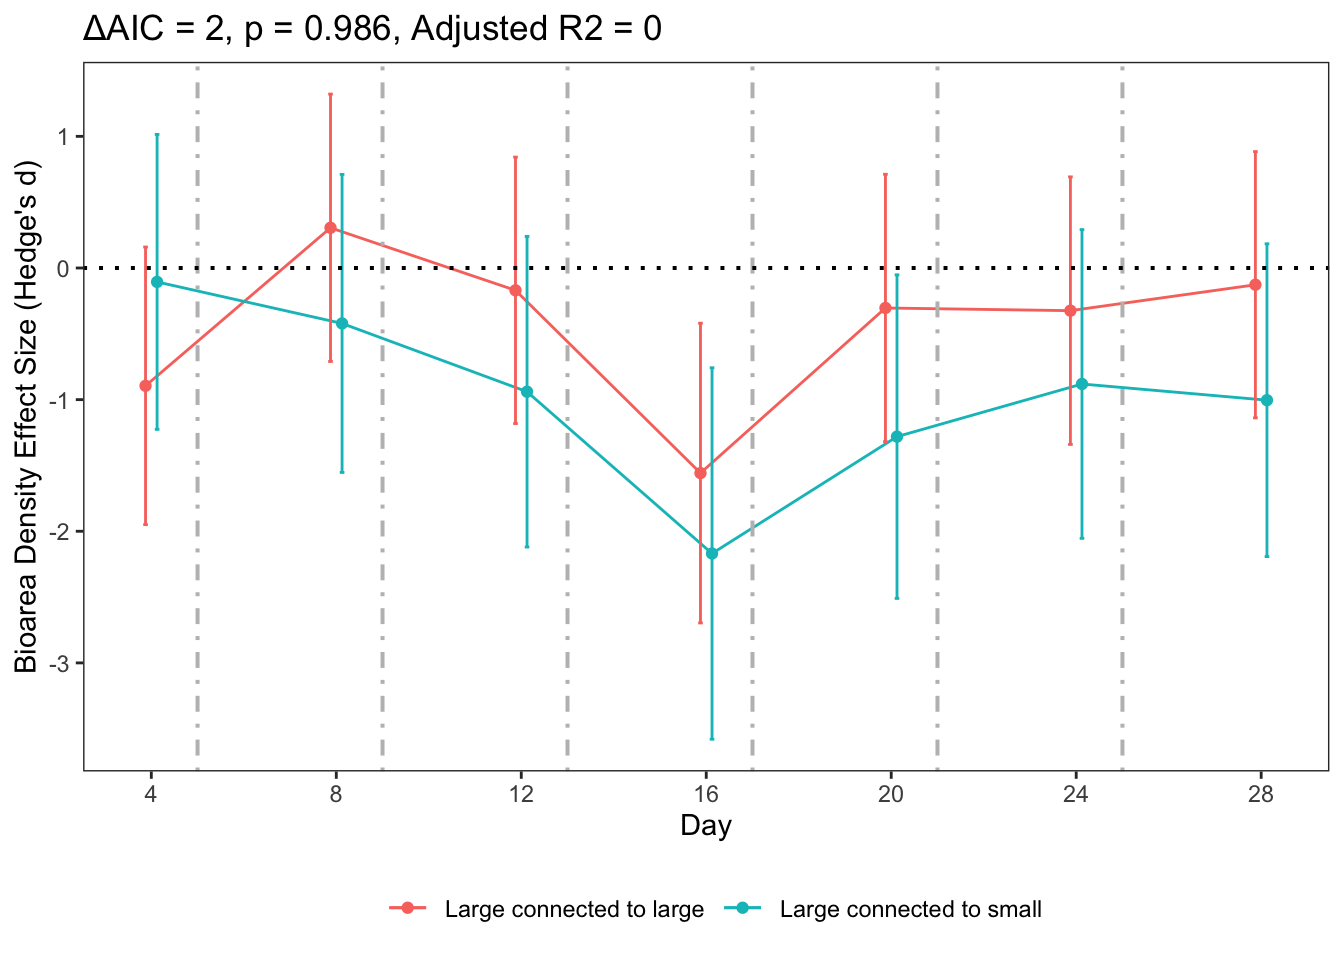 ΔAIC = 2, p = 0.986, Adjusted R2 = 0
Bioarea Density Effect Size (Hedge's d)
1
0
-1
-2
-3
4 8 12 16 20 24 28
Day
Large connected to large Large connected to small